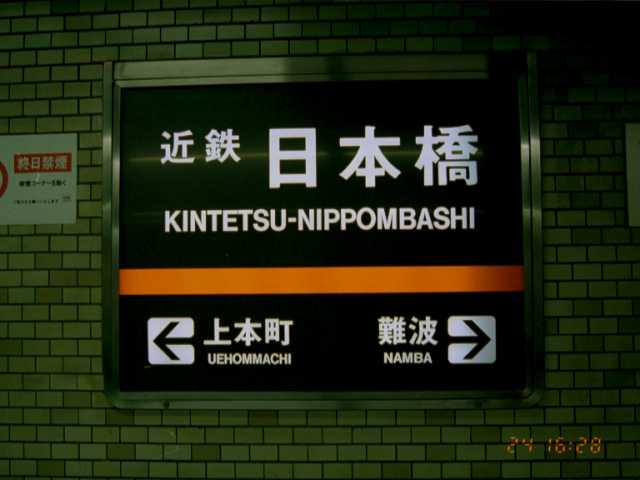 近鉄 日本橋
KINTETSU-NIPPOMBASHI
上本町
UEHOMMACHI
難波
NAMBA
終日禁煙
24 16:28